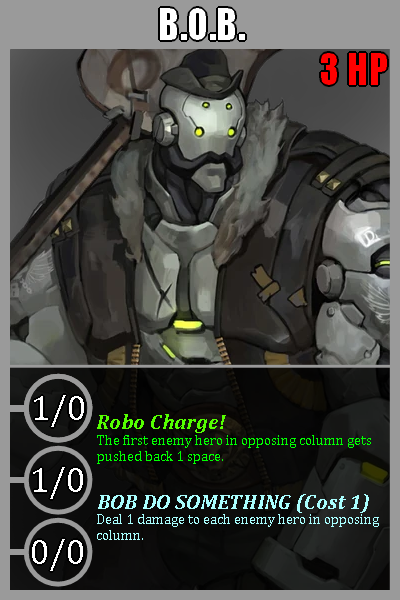 B.O.B.
3 HP
1/0
Robo Charge!
The first enemy hero in opposing column gets
pushed back 1 space.
1/0
BOB DO SOMETHING (Cost 1)
Deal 1 damage to each enemy hero in opposing
column.
0/0